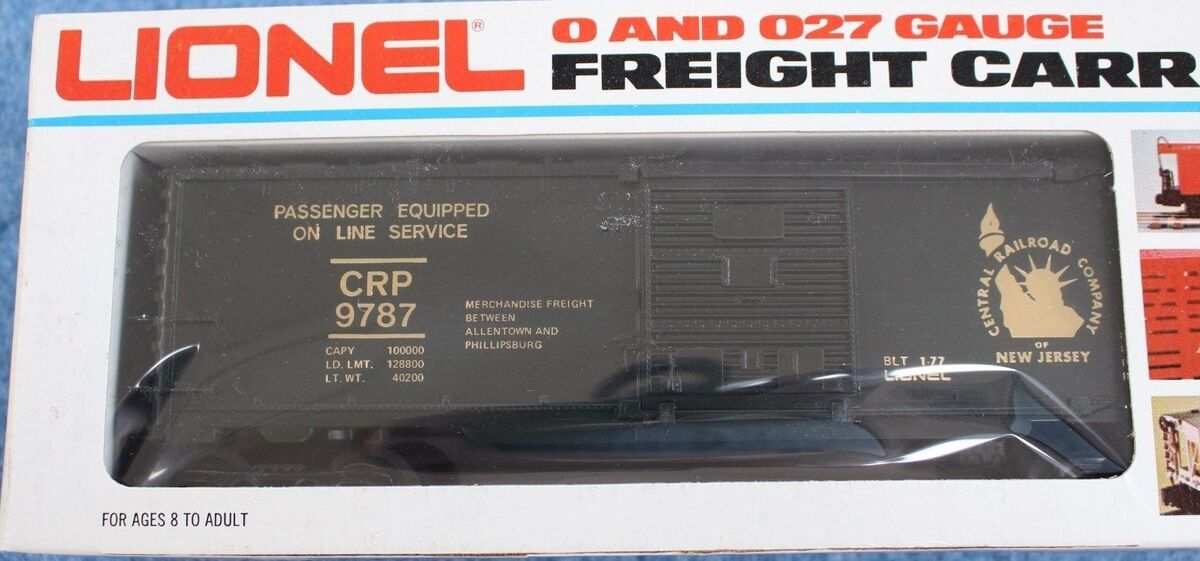 LIONEL®
O AND O27 GAUGE
FREIGHT CARR
PASSENGER EQUIPPED
ON LINE SERVICE
CRP
9787
CAPY 100000
LD. LMT. 128800
LT. WT. 40200
MERCHANDISE FREIGHT
BETWEEN
ALLENTOWN AND
PHILLIPSBURG
BLT 1-77
LIONEL
CENTRAL RAILROAD COMPANY
OF
NEW JERSEY
FOR AGES 8 TO ADULT